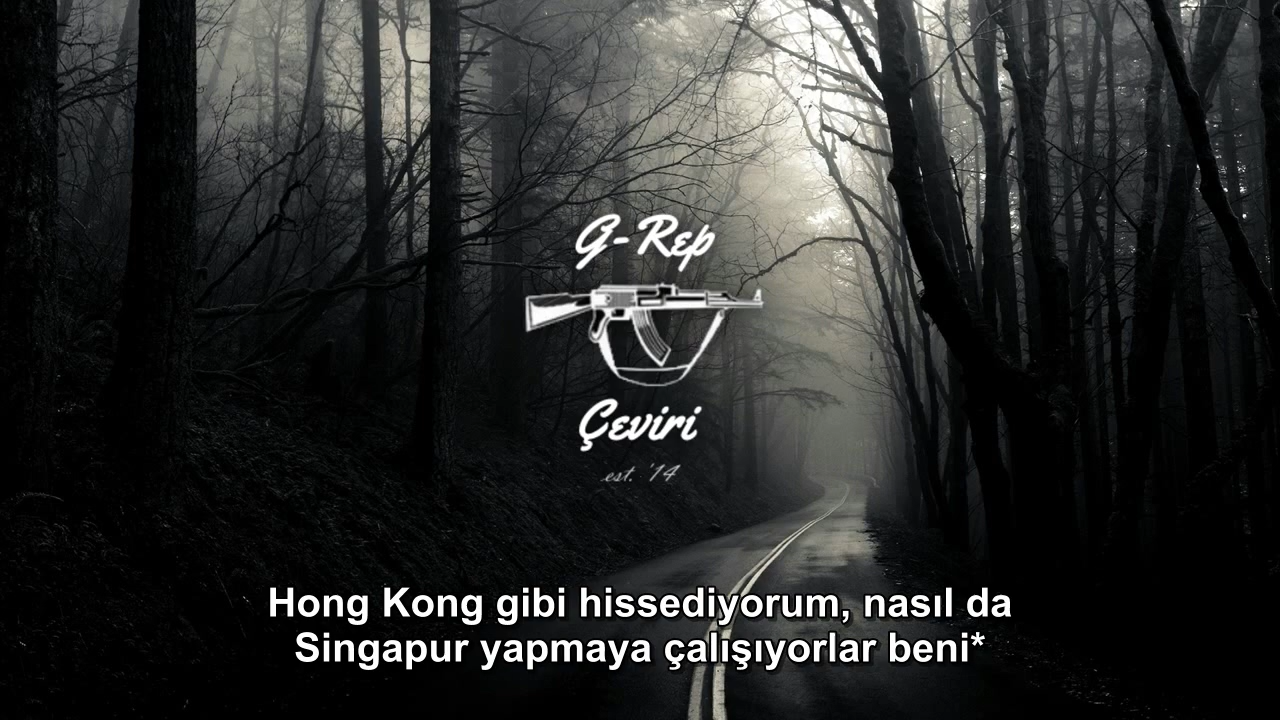 G-Rep
Çeviri
est. '14
Hong Kong gibi hissediyorum, nasıl da
Singapur yapmaya çalışıyorlar beni*